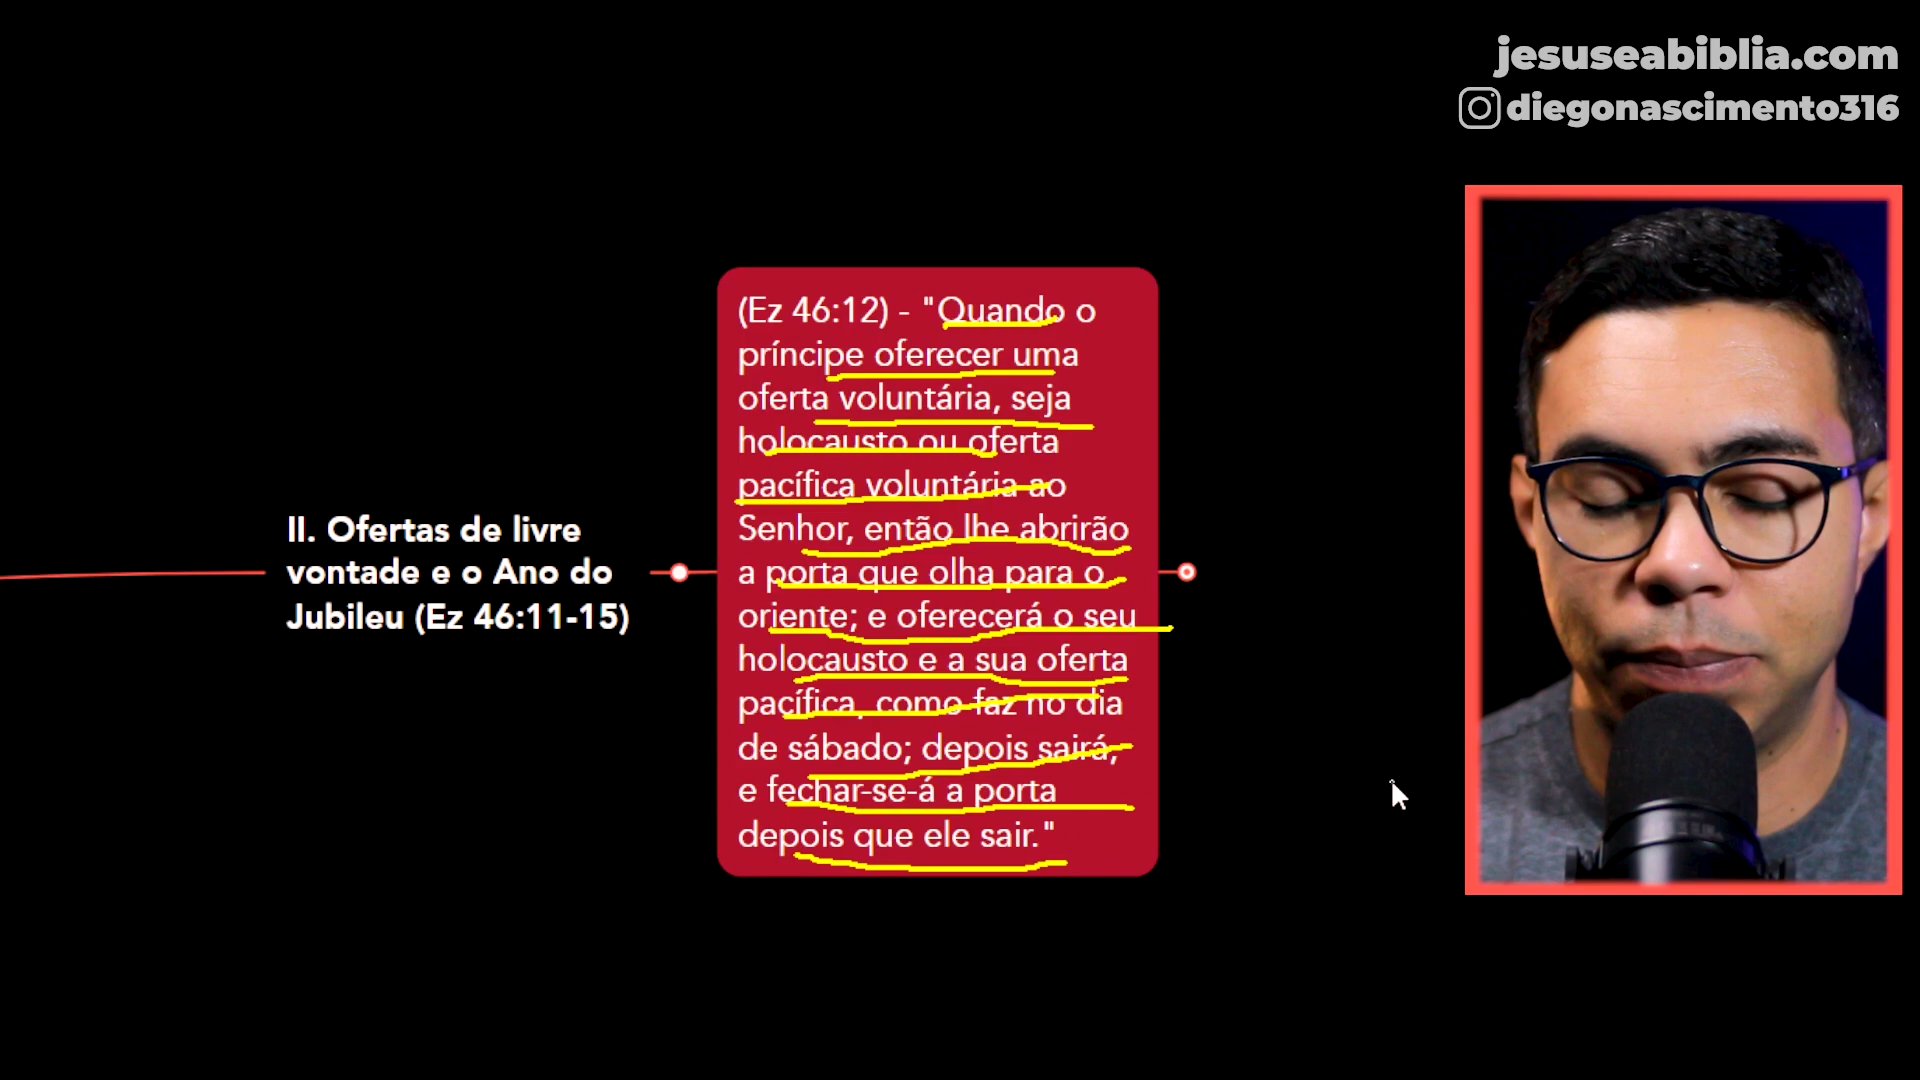 jesuseabiblia.com
diegonascimento316
II. Ofertas de livre
vontade e o Ano do
Jubileu (Ez 46:11-15)
(Ez 46:12) - "Quando o
príncipe oferecer uma
oferta voluntária, seja
holocausto ou oferta
pacífica voluntária ao
Senhor, então lhe abrirão
a porta que olha para o
oriente; e oferecerá o seu
holocausto e a sua oferta
pacífica, como faz no dia
de sábado; depois sairá,
e fechar-se-á a porta
depois que ele sair."